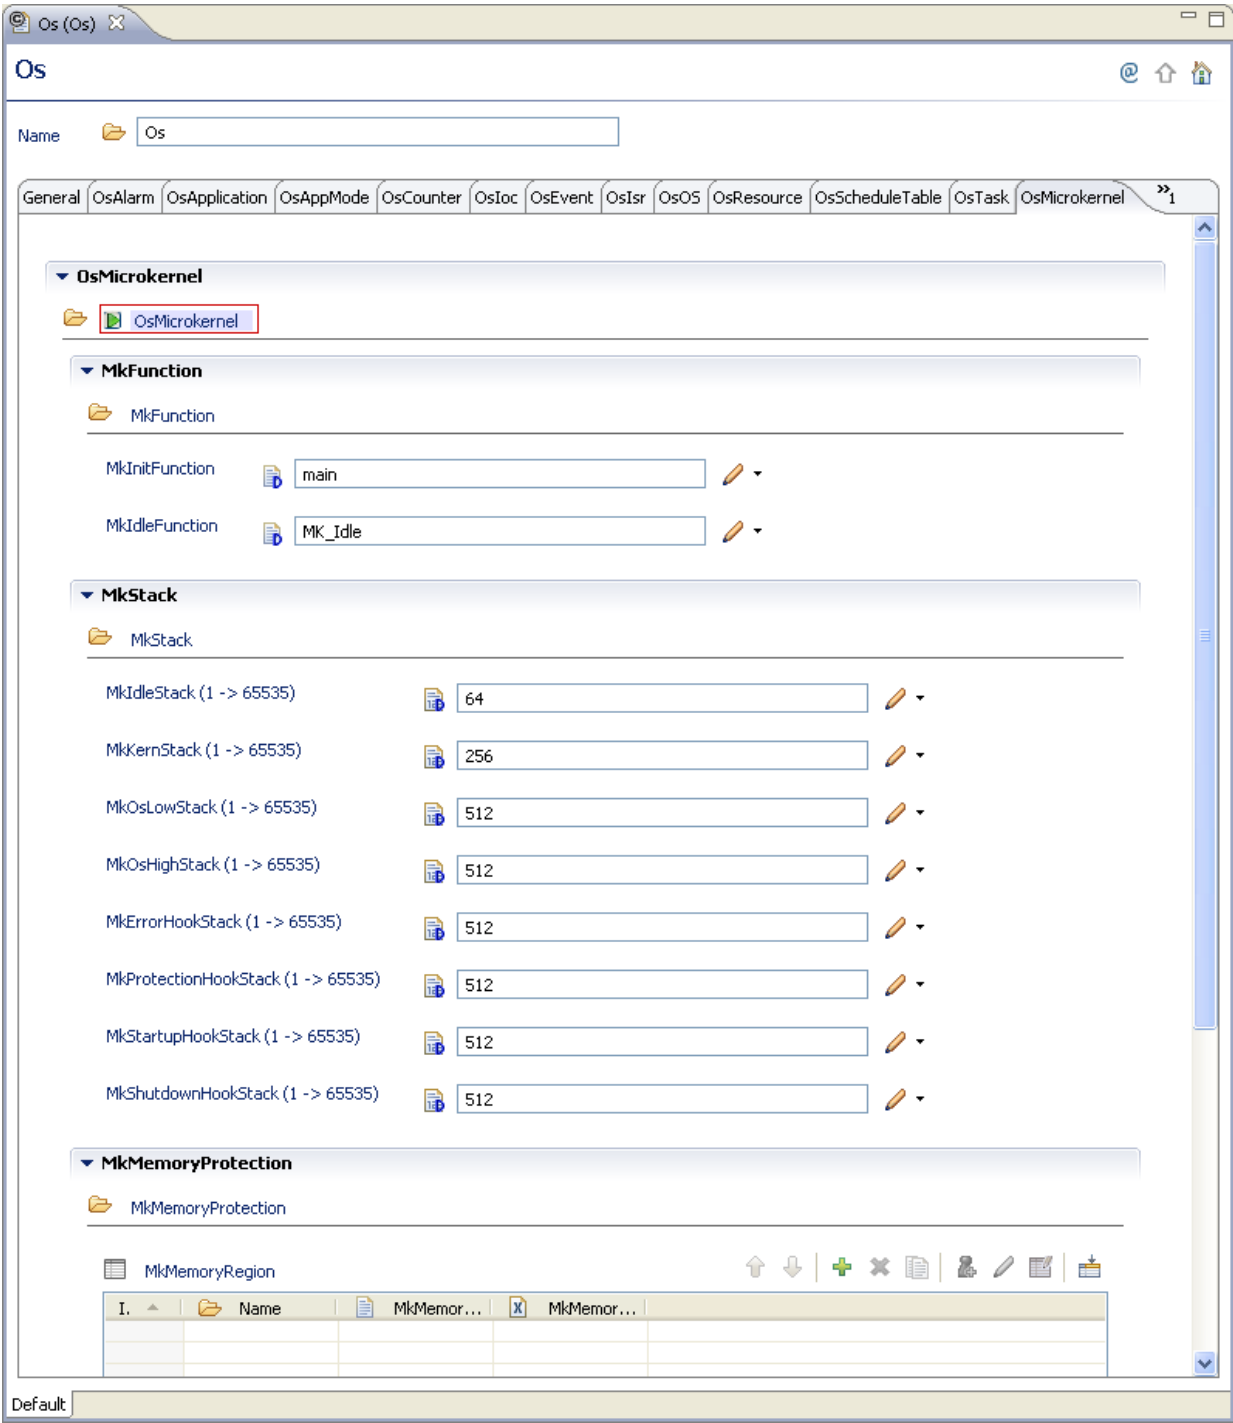 Os (Os)
Os
Name Os
General OsAlarm OsApplication OsAppMode OsCounter OsIoc OsEvent OsIsr OsOS OsResource OsScheduleTable OsTask OsMicrokernel »1
OsMicrokernel
OsMicrokernel
MkFunction
MkFunction
MkInitFunction main
MkIdleFunction MK_Idle
MkStack
MkStack
MkIdleStack (1 -> 65535) 64
MkKernStack (1 -> 65535) 256
MkOsLowStack (1 -> 65535) 512
MkOsHighStack (1 -> 65535) 512
MkErrorHookStack (1 -> 65535) 512
MkProtectionHookStack (1 -> 65535) 512
MkStartupHookStack (1 -> 65535) 512
MkShutdownHookStack (1 -> 65535) 512
MkMemoryProtection
MkMemoryProtection
MkMemoryRegion
I. Name MkMemor... MkMemor...
Default